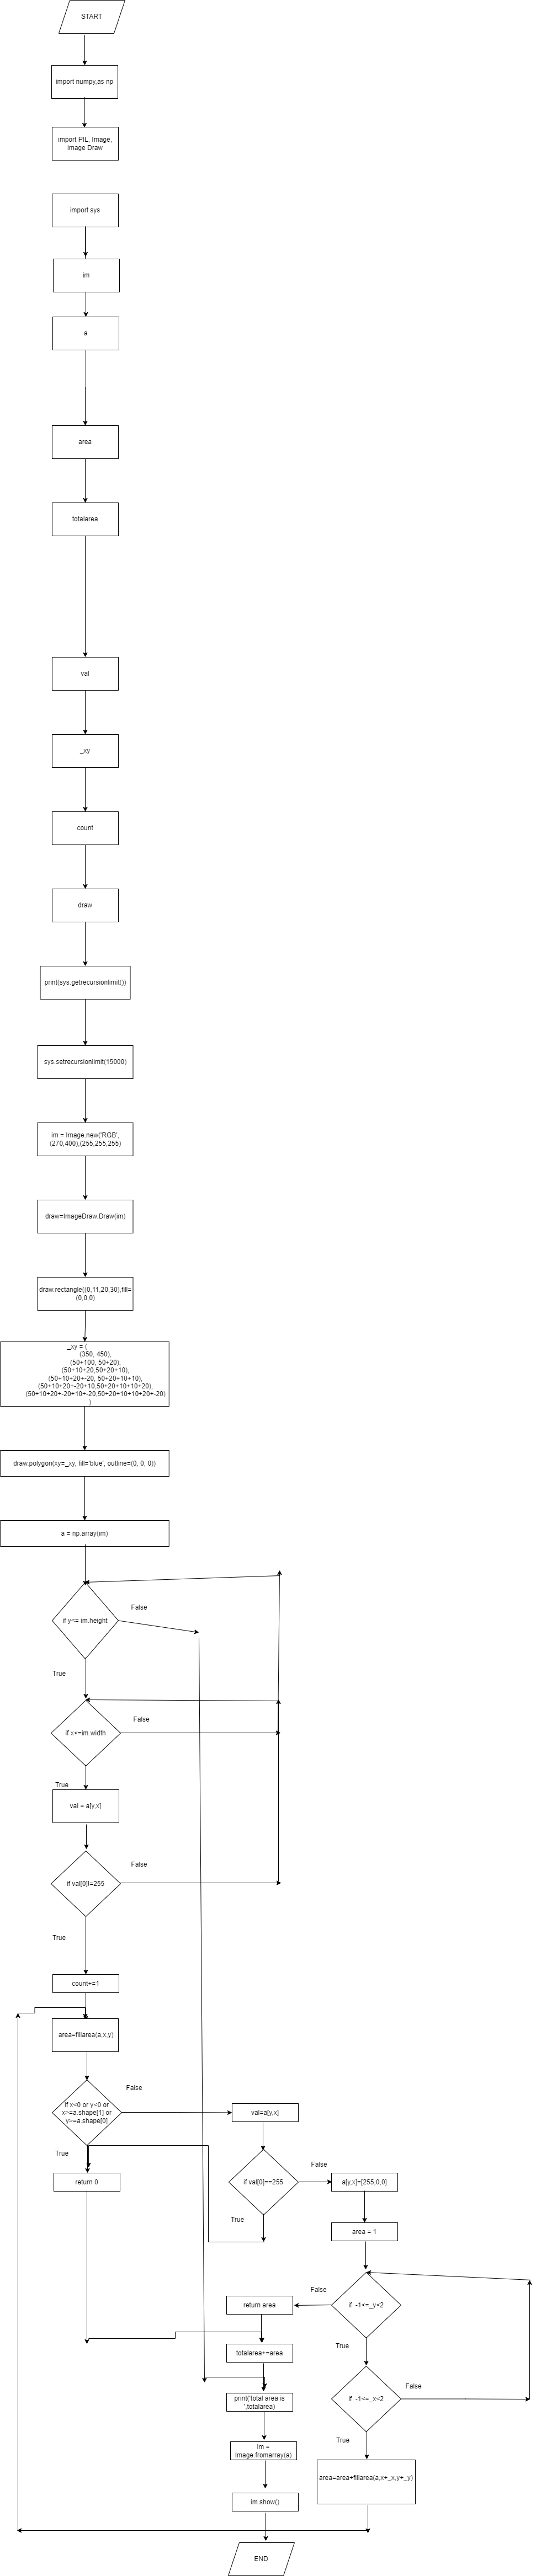 START
import numpy,as np
import PIL, Image,
image Draw
import sys
im
a
area
totalarea
val
_xy
count
draw
print(sys.getrecursionlimit())
sys.setrecursionlimit(15000)
im = Image.new('RGB',
(270,400),(255,255,255)
draw=ImageDraw.Draw(im)
draw.rectangle((0,11,20,30),fill=
(0,0,0)
_xy = (
(350, 450),
(50+100, 50+20),
(50+10+20,50+20+10),
(50+10+20+-20, 50+20+10+10),
(50+10+20+-20+10,50+20+10+10+20),
(50+10+20+-20+10+-20,50+20+10+10+20+-20)
)
draw.polygon(xy=_xy, fill='blue', outline=(0, 0, 0))
a = np.array(im)
if y<= im.height
False
True
if x<=im.width
False
True
val = a[y,x]
if val[0]!=255
False
True
count+=1
area=fillarea(a,x,y)
if x<0 or y<0 or
x>=a.shape[1] or
y>=a.shape[0]
False
True
return 0
val=a[y,x]
if val[0]==255
False
True
a[y,x]=[255,0,0]
area = 1
if -1<=_y<2
False
True
return area
totalarea+=area
if -1<=_x<2
False
True
print('total area is
',totalarea)
im =
Image.fromarray(a)
area=area+fillarea(a,x+_x,y+_y)
im.show()
END